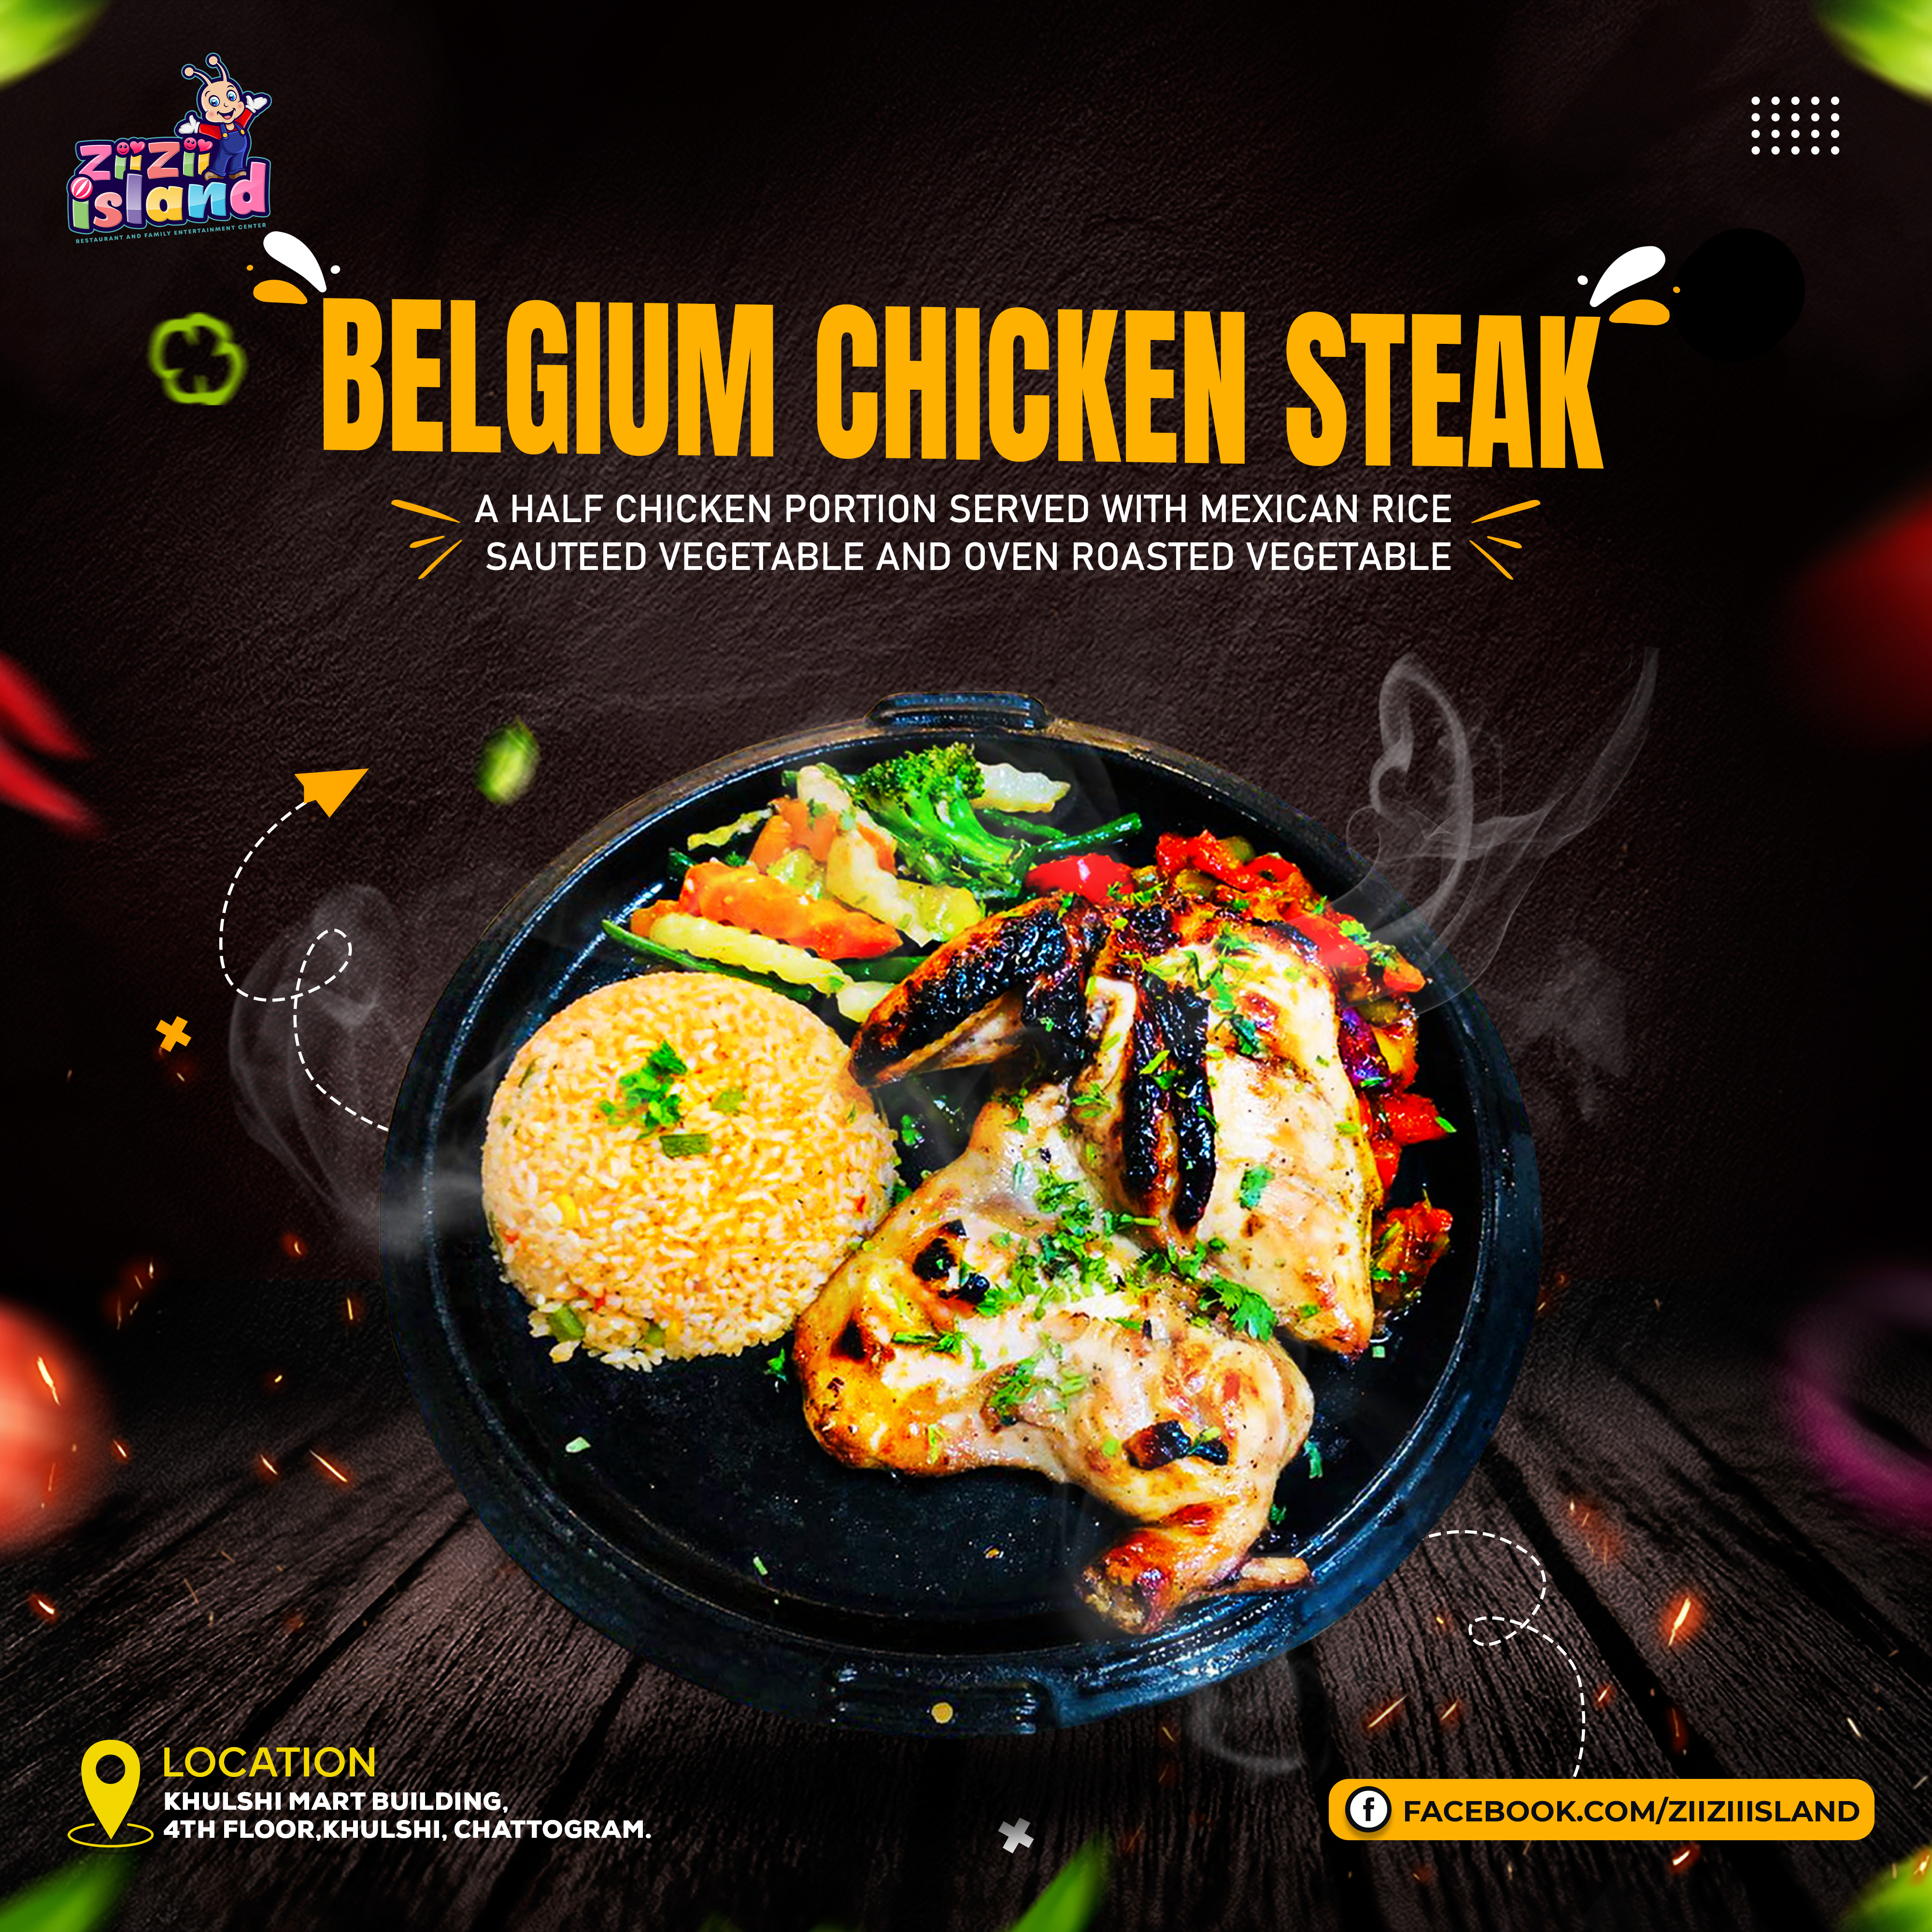 ziizii
island
RESTAURANT AND FAMILY ENTERTAINMENT CENTER
BELGIUM CHICKEN STEAK
A HALF CHICKEN PORTION SERVED WITH MEXICAN RICE
SAUTEED VEGETABLE AND OVEN ROASTED VEGETABLE
LOCATION
KHULSHI MART BUILDING,
4TH FLOOR,KHULSHI, CHATTOGRAM.
f FACEBOOK.COM/ZIIZIIISLAND